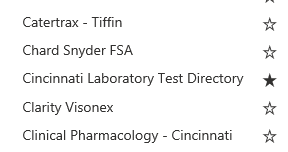 Catertrax - Tiffin
Chard Snyder FSA
Cincinnati Laboratory Test Directory
Clarity Visonex
Clinical Pharmacology - Cincinnati